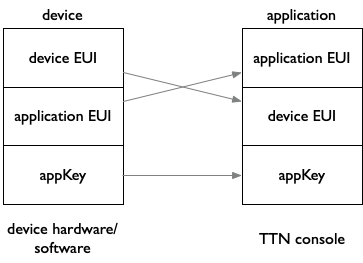 device
application
device EUI
application EUI
application EUI
device EUI
appKey
appKey
device hardware/
software
TTN console